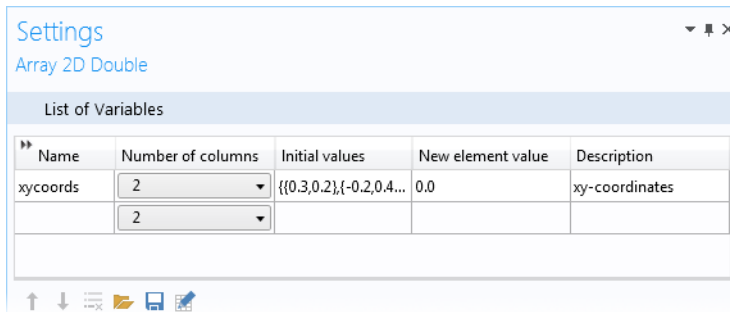 Settings
Array 2D Double
List of Variables
Name Number of columns Initial values New element value Description
xycoords 2 {{0.3,0.2},{-0.2,0.4... 0.0 xy-coordinates
2